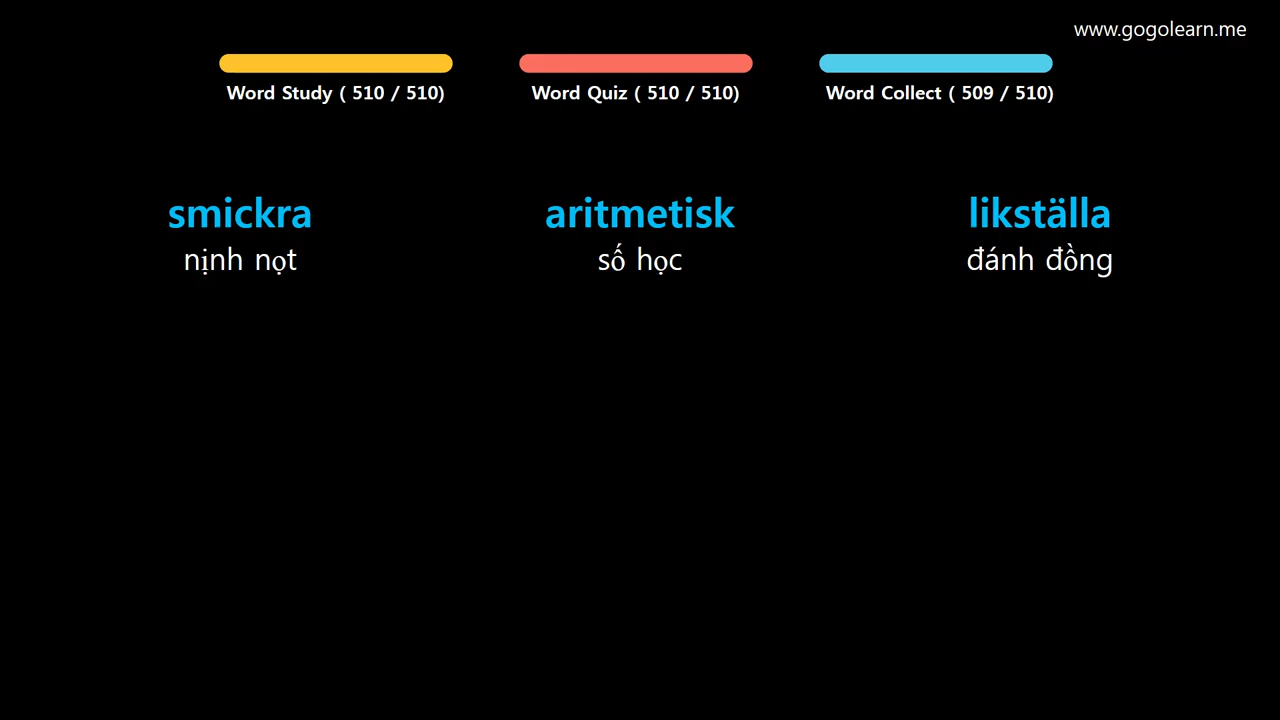 www.gogolearn.me
Word Study ( 510 / 510)
Word Quiz ( 510 / 510)
Word Collect ( 509 / 510)
smickra
nịnh nọt
aritmetisk
số học
likställa
đánh đồng